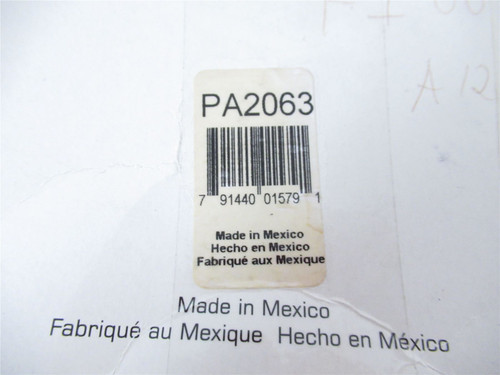 A 12
PA2063
7 91440 01579 1
Made in Mexico
Hecho en Mexico
Fabriqué aux Mexique
Made in Mexico
Fabriqué au Mexique Hecho en México